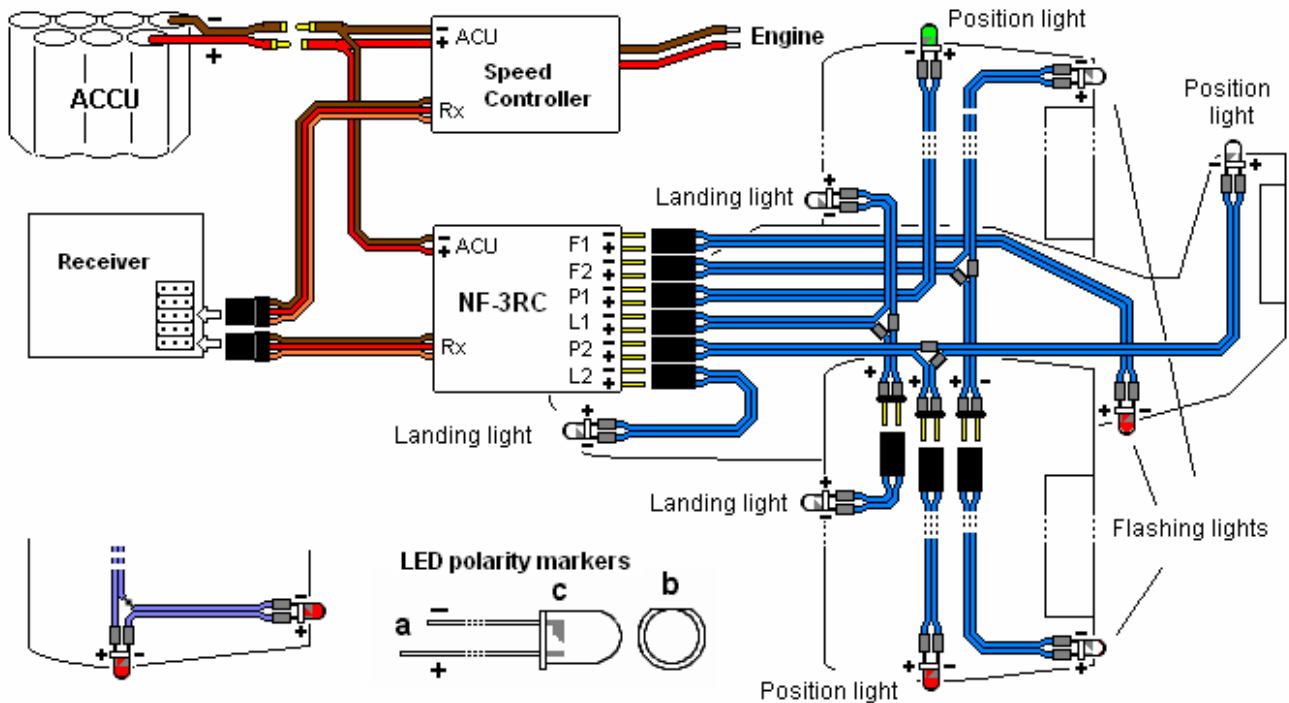 ACCU
-
+
-
+
ACU
Speed
Controller
Rx
Engine
Receiver
-
+
ACU
NF-3RC
Rx
F1
-
+
F2
-
+
P1
-
+
L1
-
+
P2
-
+
L2
-
+
Position light
-
+
-
+
Position
light
-
+
Landing light
+
-
Landing light
+
-
Landing light
+
-
+
-
+
-
+
-
+
-
Flashing lights
Position light
+
-
-
+
+
-
-
+
LED polarity markers
a
-
+
c
b